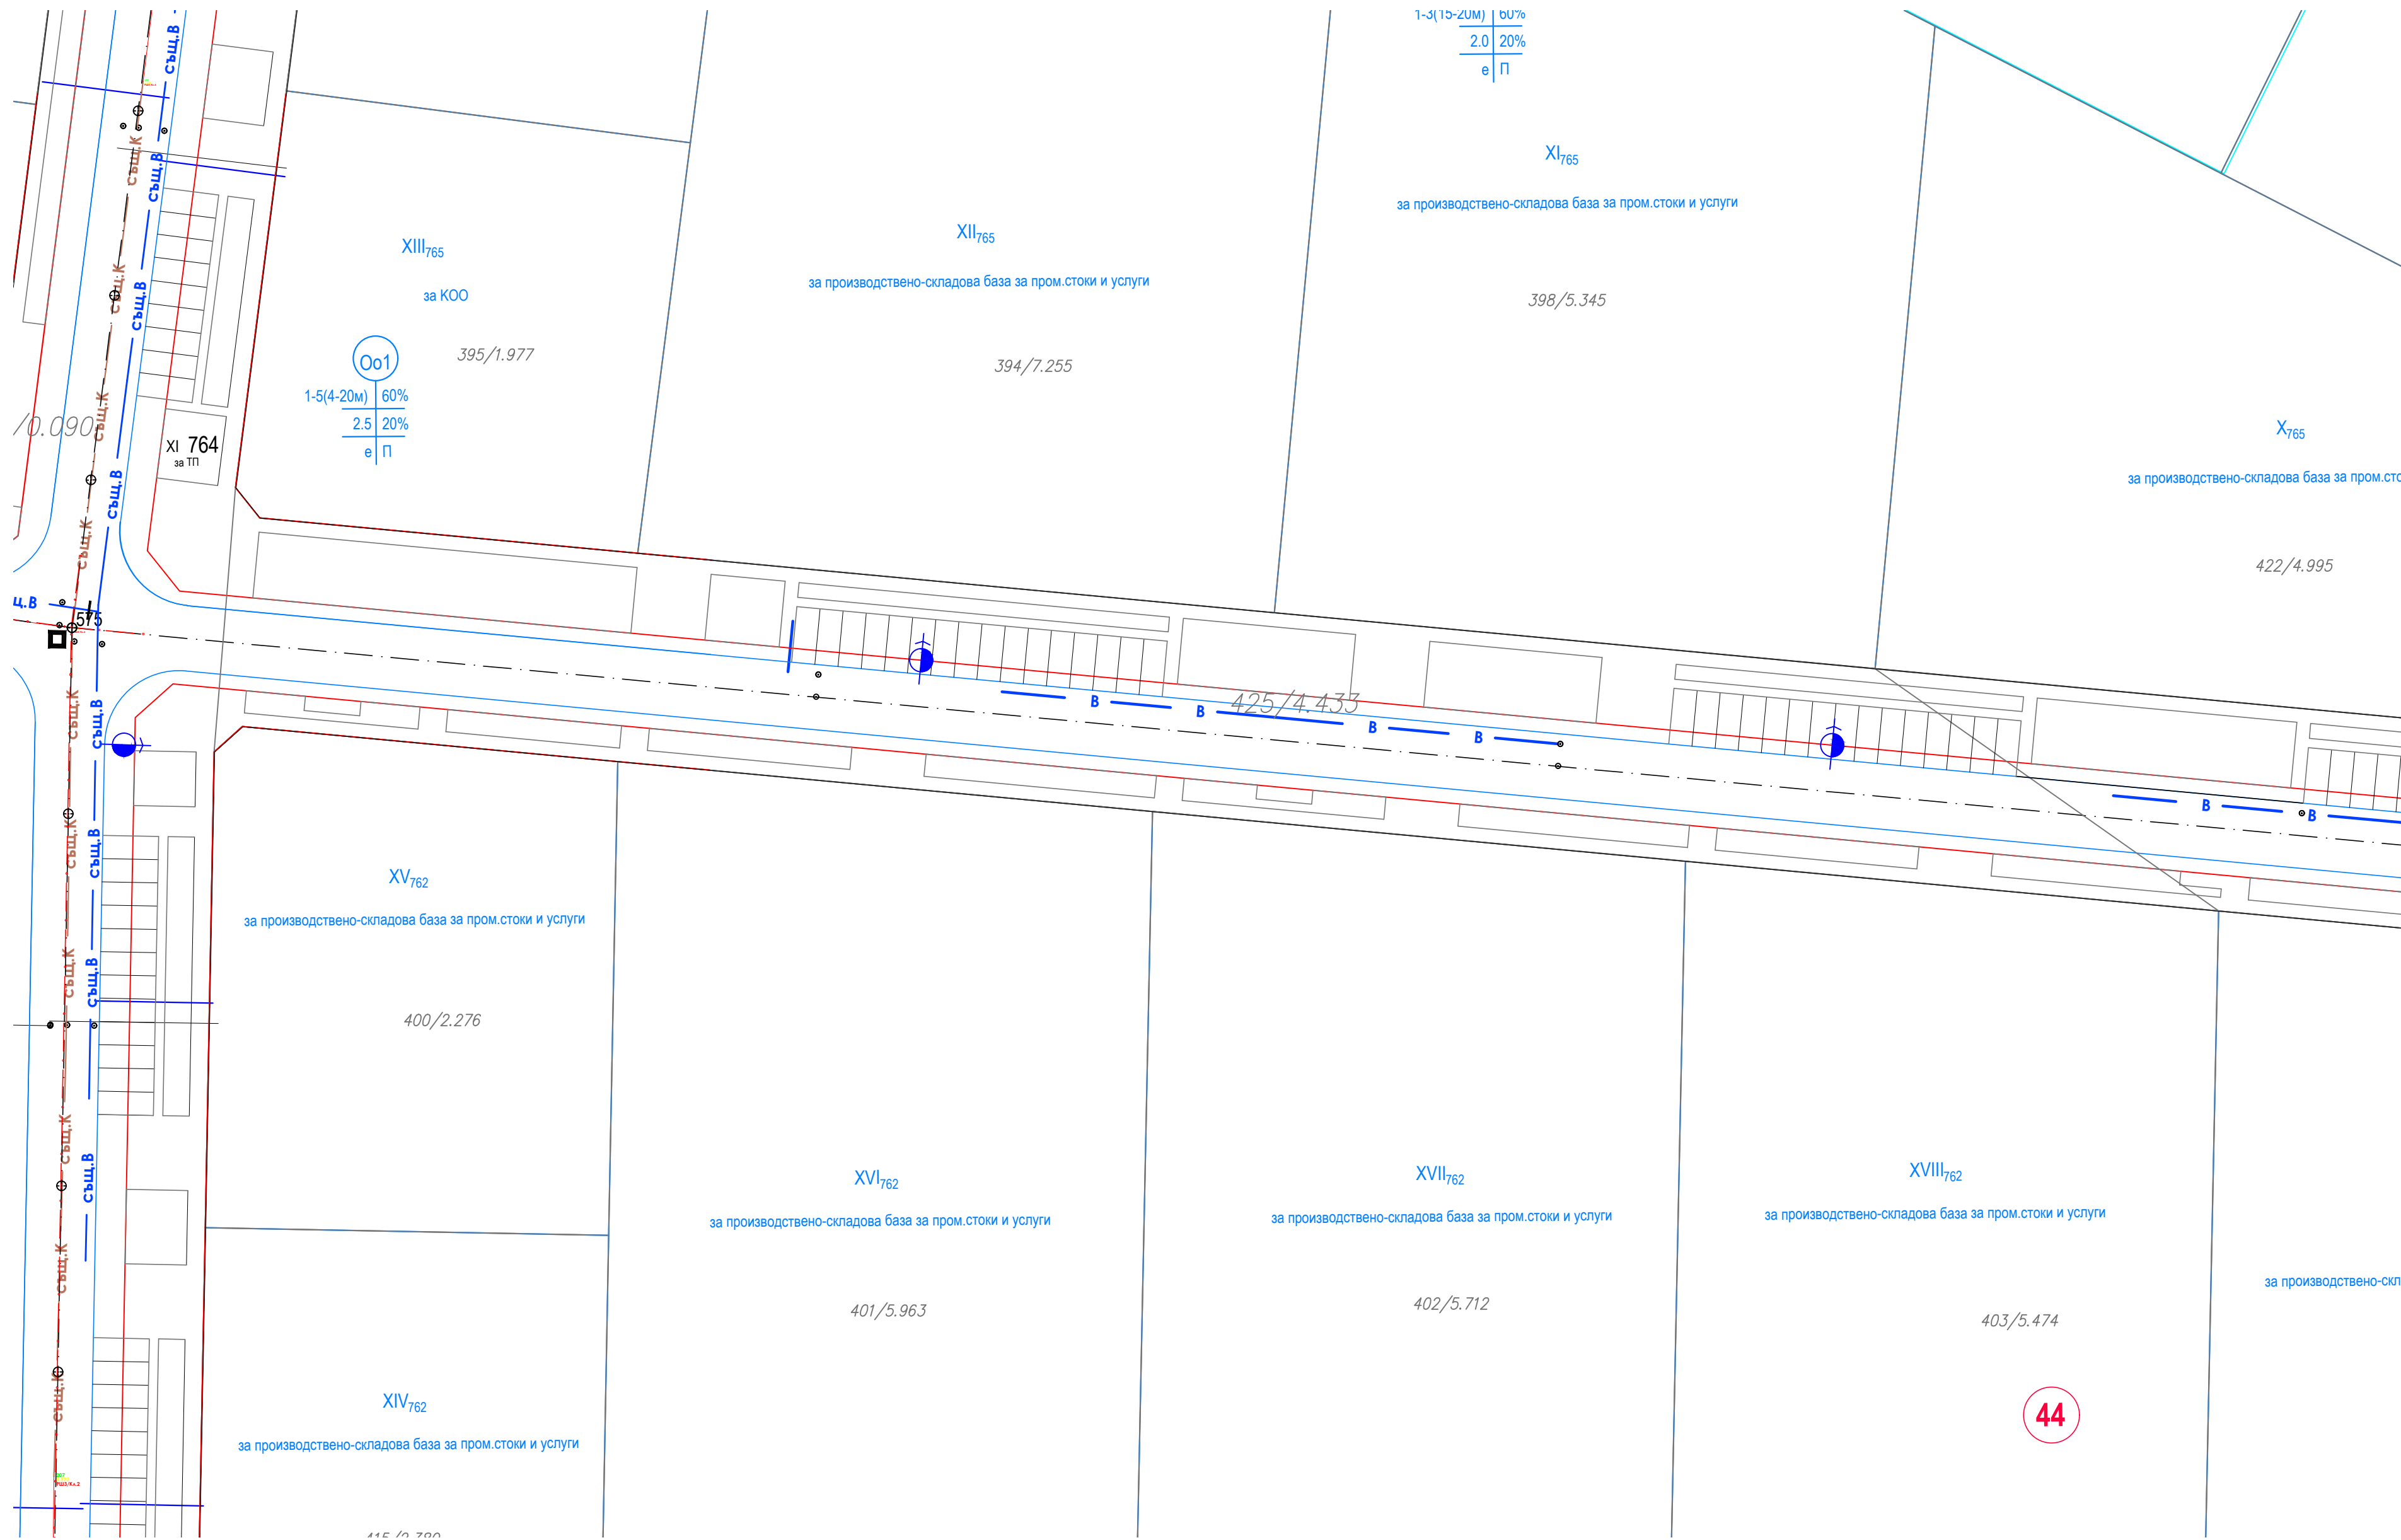 1-3(15-20м) 60%
2.0 20%
е П
XI765
за производствено-складова база за пром.стоки и услуги
398/5.345
XIII765
за КОО
395/1.977
Оо1
1-5(4-20м) 60%
2.5 20%
е П
XII765
за производствено-складова база за пром.стоки и услуги
394/7.255
X765
за производствено-складова база за пром.сто
422/4.995
/0.090
XI 764
за ТП
същ.В
същ.В
същ.В
същ.В
същ.К
същ.К
същ.К
същ.К
щ.В
575
425/4.433
В
В
В
В
В
В
същ.К
същ.К
същ.К
същ.К
същ.К
същ.К
същ.В
същ.В
същ.В
същ.В
XV762
за производствено-складова база за пром.стоки и услуги
400/2.276
XVI762
за производствено-складова база за пром.стоки и услуги
401/5.963
XVII762
за производствено-складова база за пром.стоки и услуги
402/5.712
XVIII762
за производствено-складова база за пром.стоки и услуги
403/5.474
за производствено-скл
44
XIV762
за производствено-складова база за пром.стоки и услуги
415/2.380